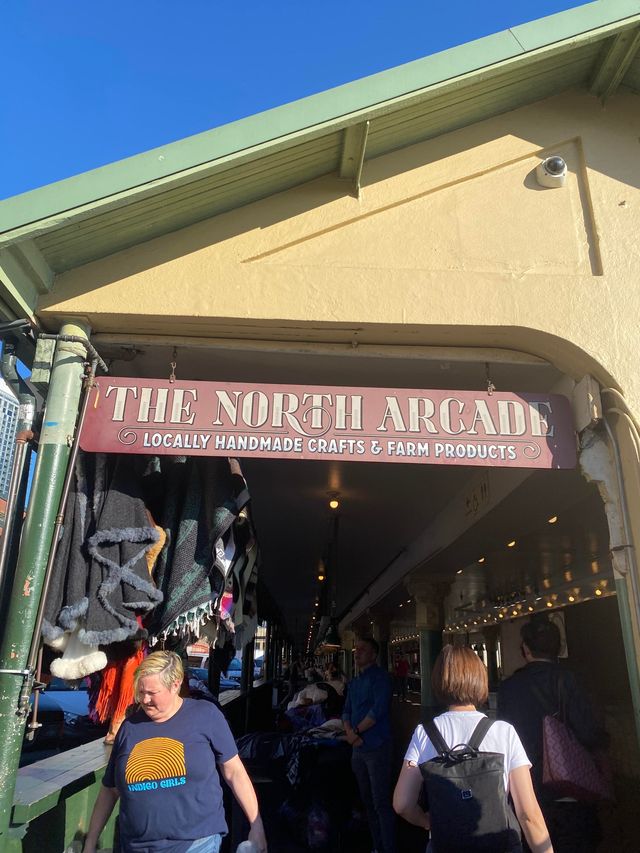 THE NORTH ARCADE
LOCALLY HANDMADE CRAFTS & FARM PRODUCTS
INDIGO GIRLS